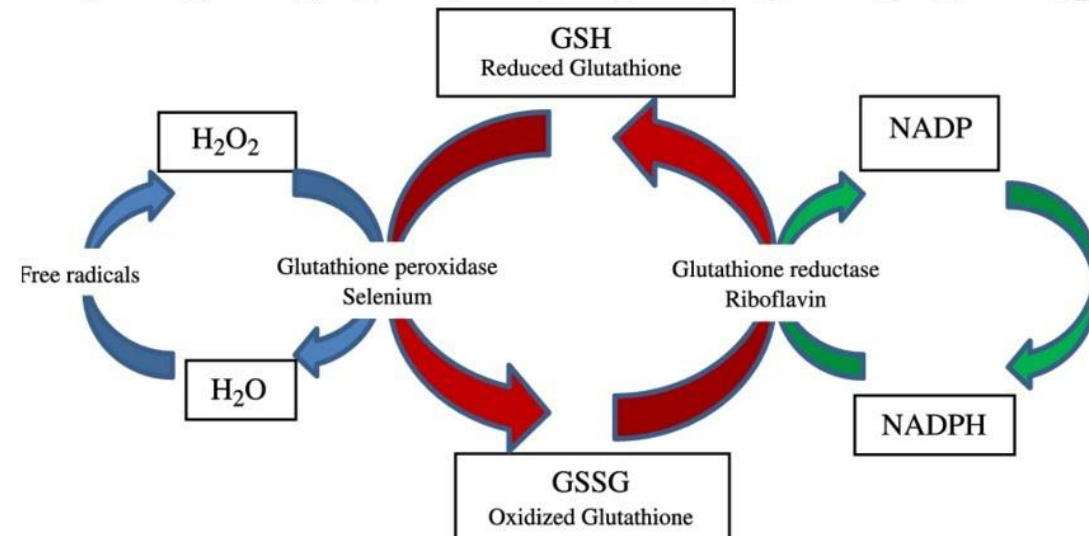 GSH
Reduced Glutathione
H₂O₂
NADP
Free radicals
Glutathione peroxidase
Selenium
Glutathione reductase
Riboflavin
H₂O
NADPH
GSSG
Oxidized Glutathione